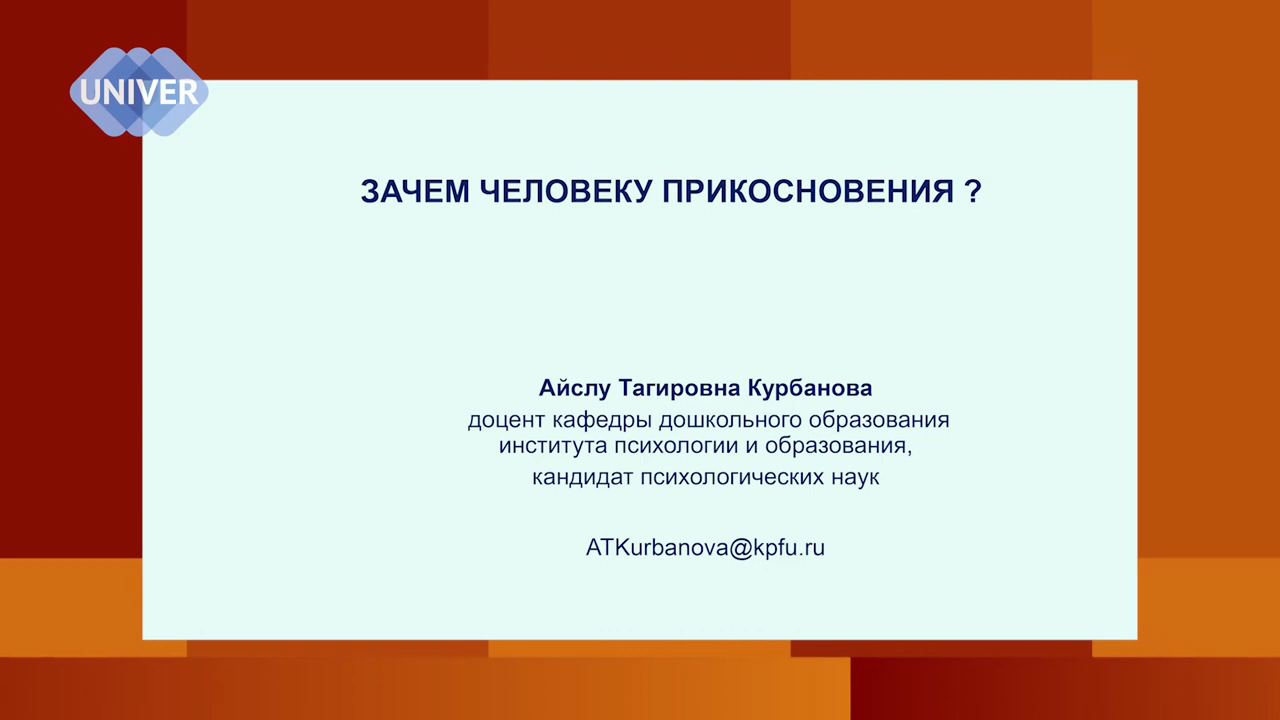 UNIVER
ЗАЧЕМ ЧЕЛОВЕКУ ПРИКОСНОВЕНИЯ ?
Айслу Тагировна Курбанова
доцент кафедры дошкольного образования
института психологии и образования,
кандидат психологических наук
ATKurbanova@kpfu.ru